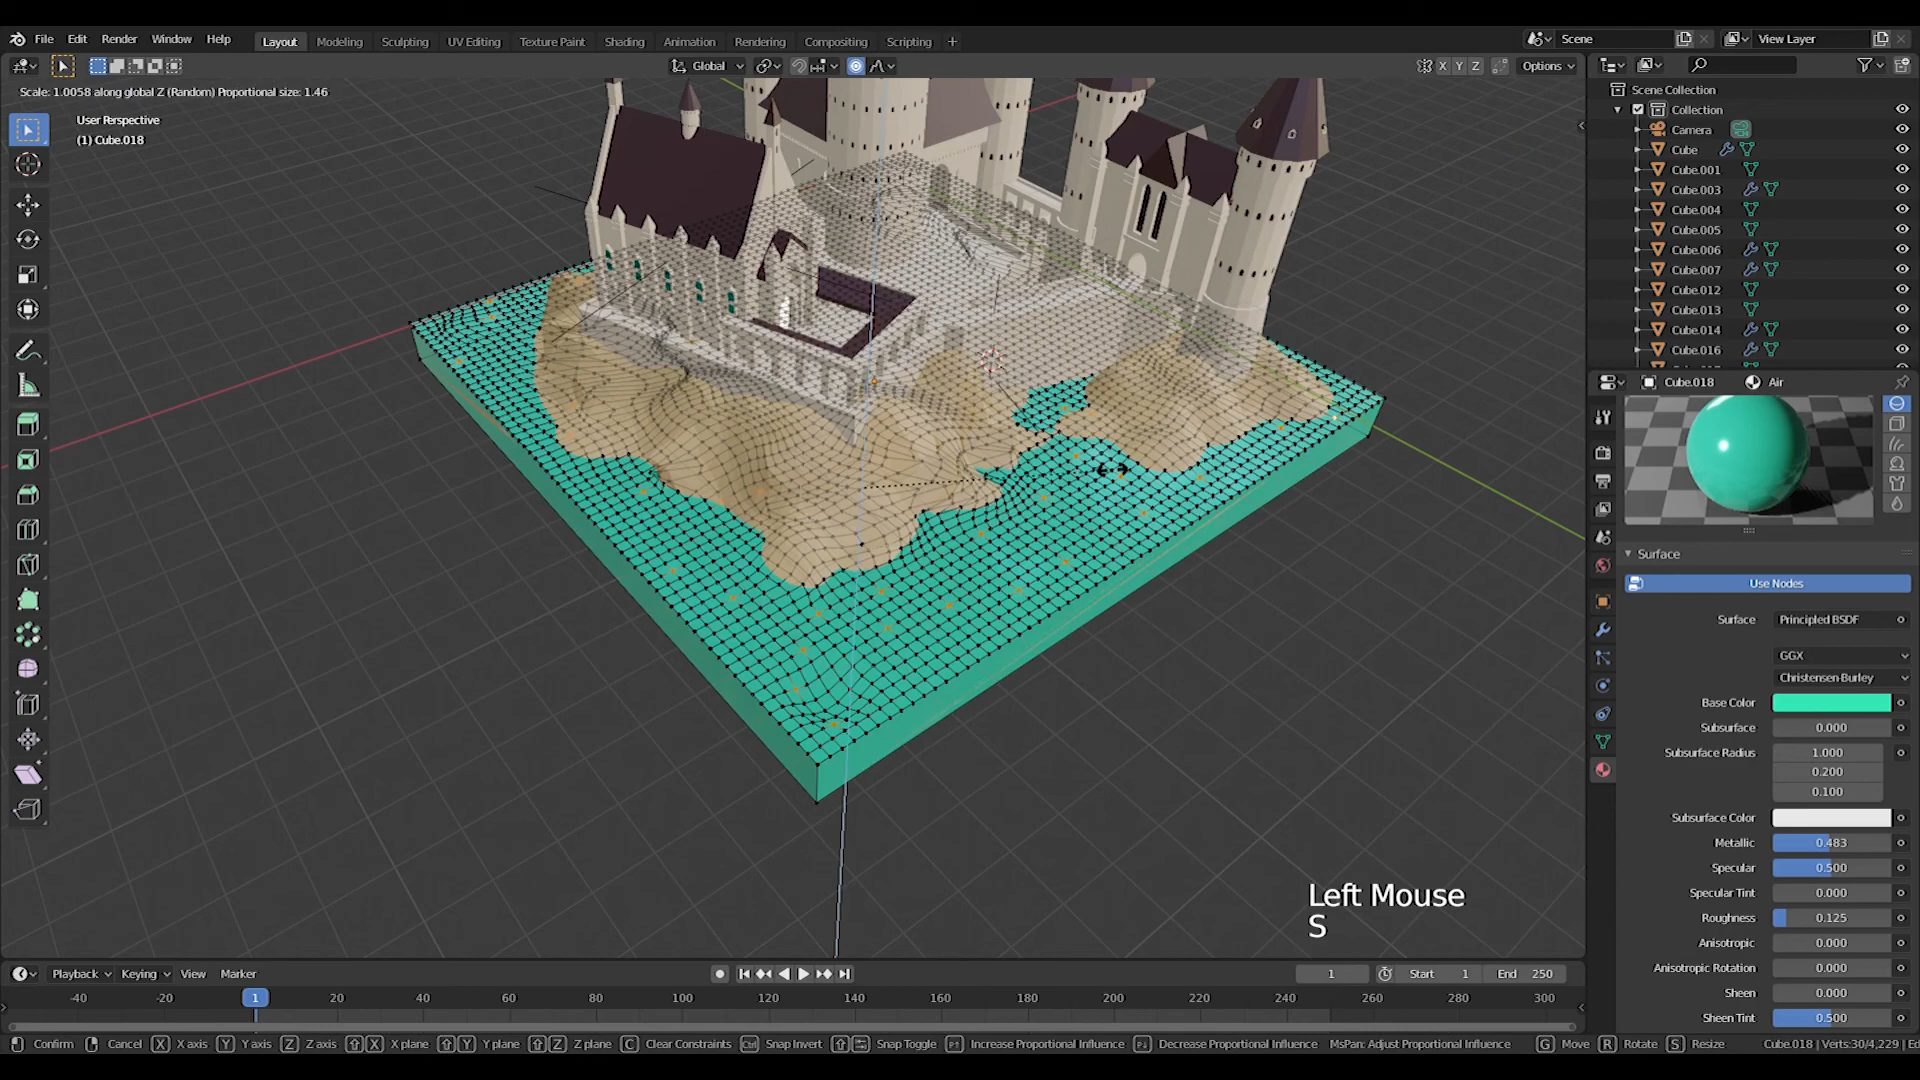 File Edit Render Window Help Layout Modeling Sculpting UV Editing Texture Paint Shading Animation Rendering Compositing Scripting + Scene View Layer
Global X Y Z Options
Scale: 1.0058 along global Z (Random) Proportional size: 1.46
User Perspective
(1) Cube.018
Scene Collection
Collection
Camera
Cube
Cube.001
Cube.003
Cube.004
Cube.005
Cube.006
Cube.007
Cube.012
Cube.013
Cube.014
Cube.016
Cube.018 Air
Surface
Use Nodes
Surface Principled BSDF
GGX
Christensen-Burley
Base Color
Subsurface 0.000
Subsurface Radius 1.000
0.200
0.100
Subsurface Color
Metallic 0.483
Specular 0.500
Specular Tint 0.000
Roughness 0.125
Anisotropic 0.000
Anisotropic Rotation 0.000
Sheen 0.000
Sheen Tint 0.500
Left Mouse
S
Playback Keying View Marker 1 Start 1 End 250
-40 -20 1 20 40 60 80 100 120 140 160 180 200 220 240 260 280 300
Confirm Cancel X X axis Y Y axis Z Z axis X X plane Y Y plane Z Z plane C Clear Constraints Ctrl Snap Invert Snap Toggle Increase Proportional Influence Decrease Proportional Influence MsPan: Adjust Proportional Influence G Move R Rotate S Resize Cube.018 | Verts:30/4,229 | Ed